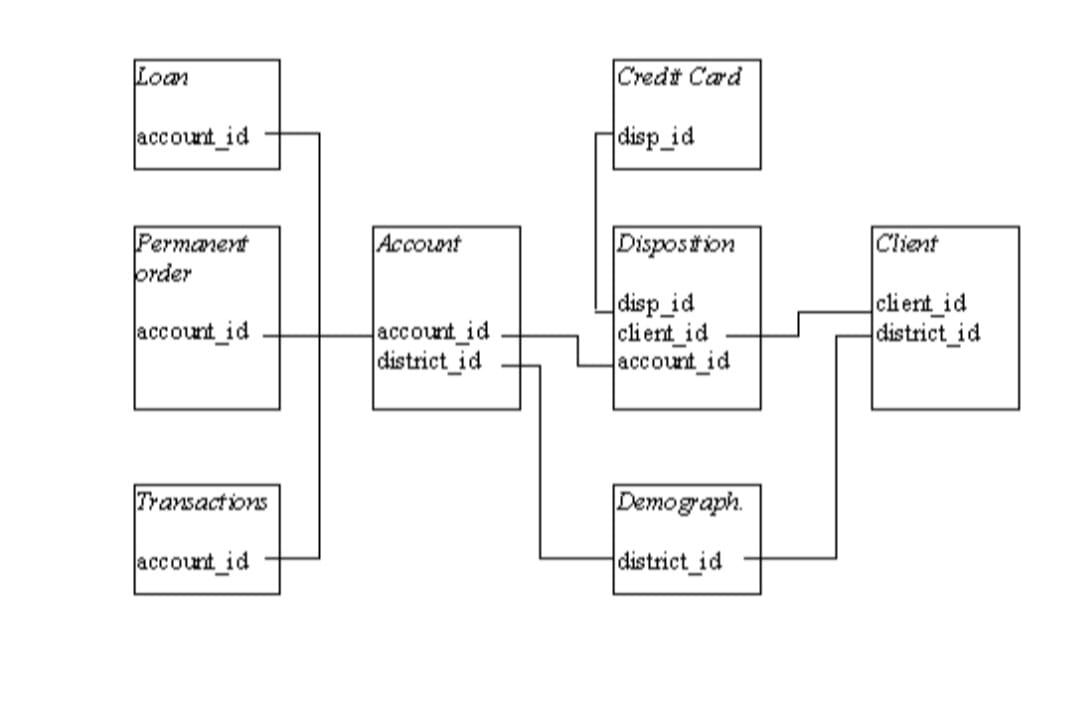 Loan
account_id
Credit Card
disp_id
Permanent
order
account_id
Account
account_id
district_id
Disposition
disp_id
client_id
account_id
Client
client_id
district_id
Transactions
account_id
Demograph.
district_id